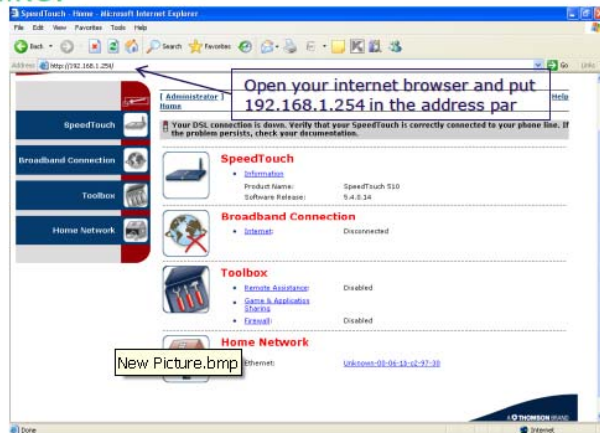 SpeedTouch - Home - Microsoft Internet Explorer
File Edit View Favorites Tools Help
Back Search Favorites
Address http://192.168.1.254/ Go Links
Open your internet browser and put
192.168.1.254 in the address par
[ Administrator ]
Home
Help
Your DSL connection is down. Verify that your SpeedTouch is correctly connected to your phone line. If
the problem persists, check your documentation.
SpeedTouch
Broadband Connection
Toolbox
Home Network
SpeedTouch
Information
Product Name: SpeedTouch 510
Software Release: 5.4.0.14
Broadband Connection
Internet: Disconnected
Toolbox
Remote Assistance: Disabled
Game & Application
Sharing
Firewall: Disabled
Home Network
New Picture.bmp
Ethernet: Unknown-00-06-1b-c2-97-30
A THOMSON BRAND
Done
Internet